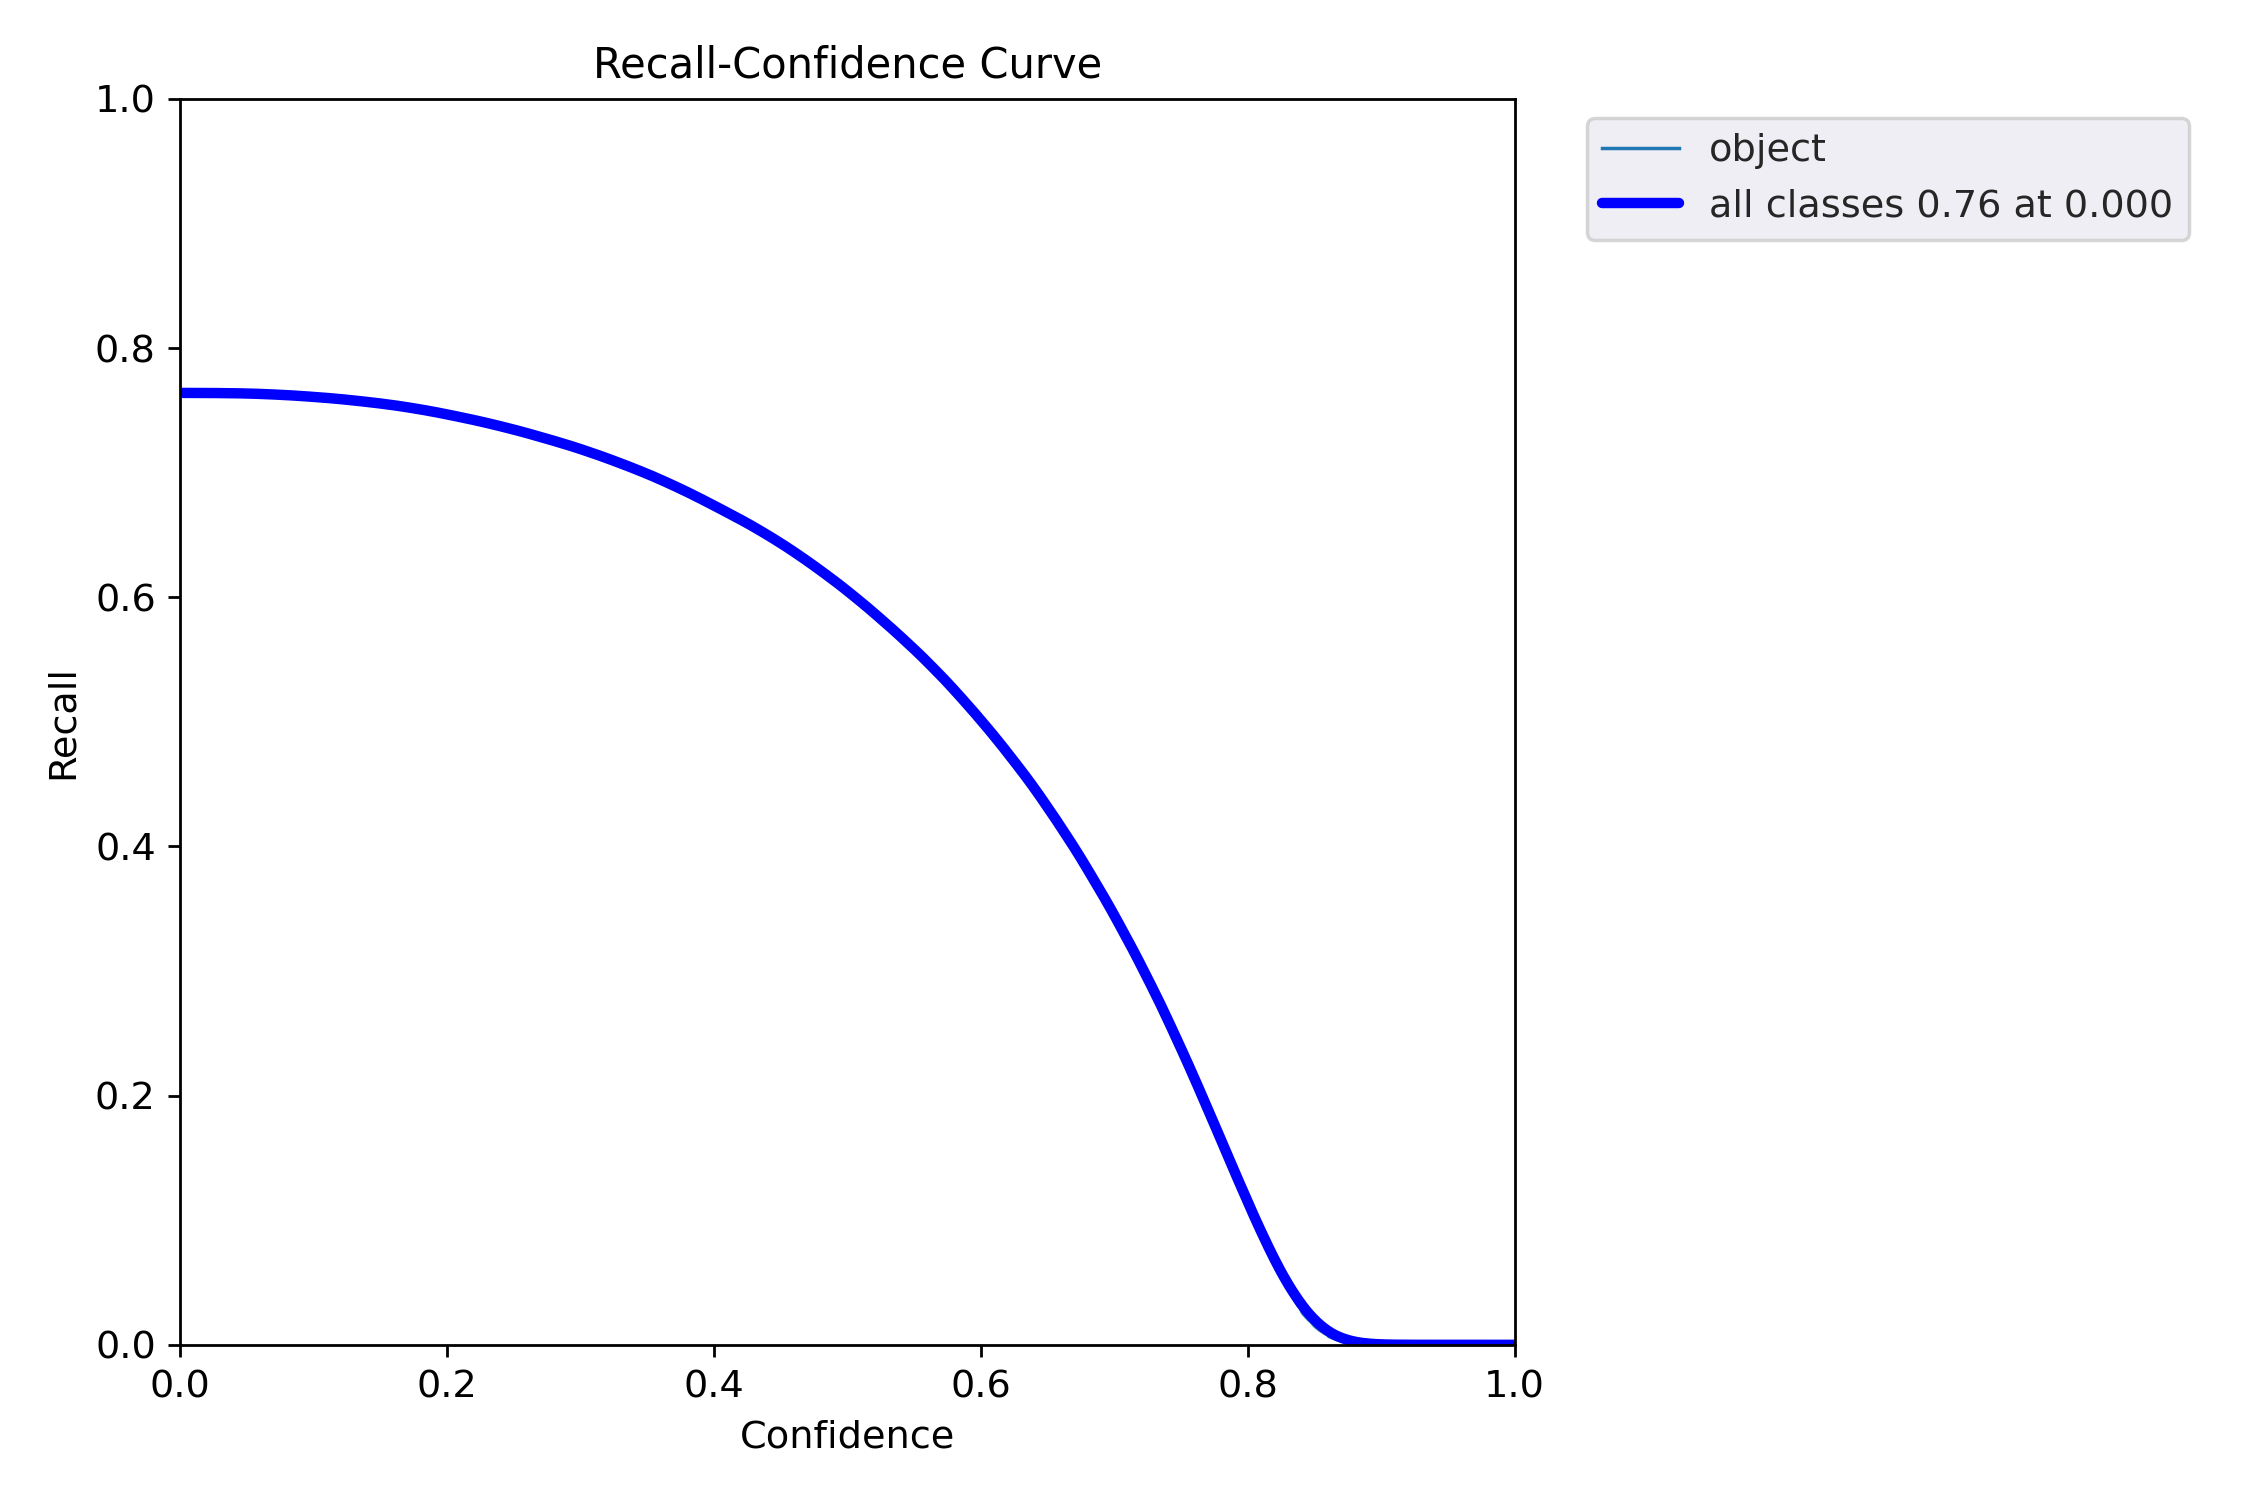 Recall-Confidence Curve
1.0
0.8
0.6
0.4
0.2
0.0
Recall
0.0 0.2 0.4 0.6 0.8 1.0
Confidence
object
all classes 0.76 at 0.000